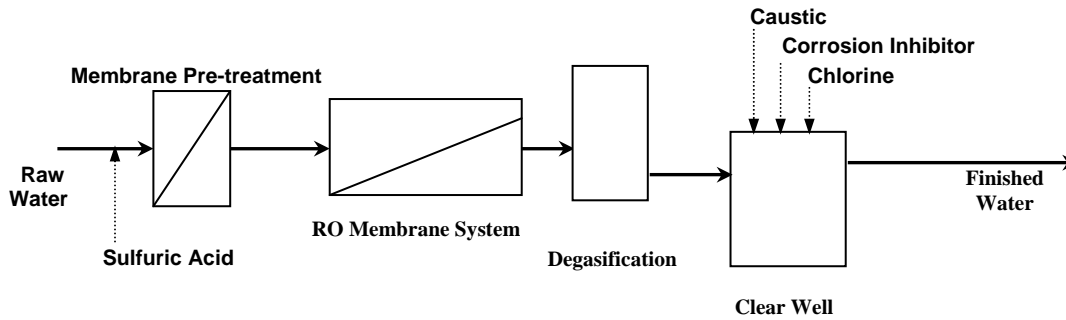 Caustic
Corrosion Inhibitor
Chlorine
Membrane Pre-treatment
Raw
Water
Sulfuric Acid
RO Membrane System
Degasification
Clear Well
Finished
Water